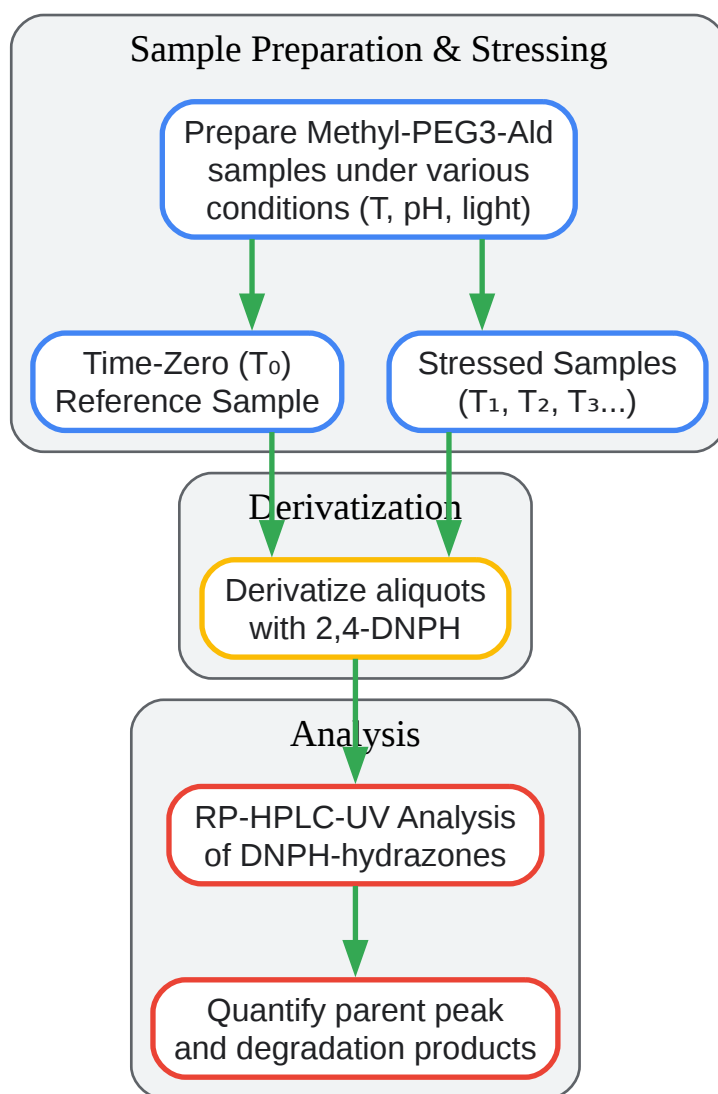 Sample Preparation & Stressing
Prepare Methyl-PEG3-Ald
samples under various
conditions (T, pH, light)
Time-Zero (T₀)
Reference Sample
Stressed Samples
(T₁, T₂, T₃...)
Derivatization
Derivatize aliquots
with 2,4-DNPH
Analysis
RP-HPLC-UV Analysis
of DNPH-hydrazones
Quantify parent peak
and degradation products